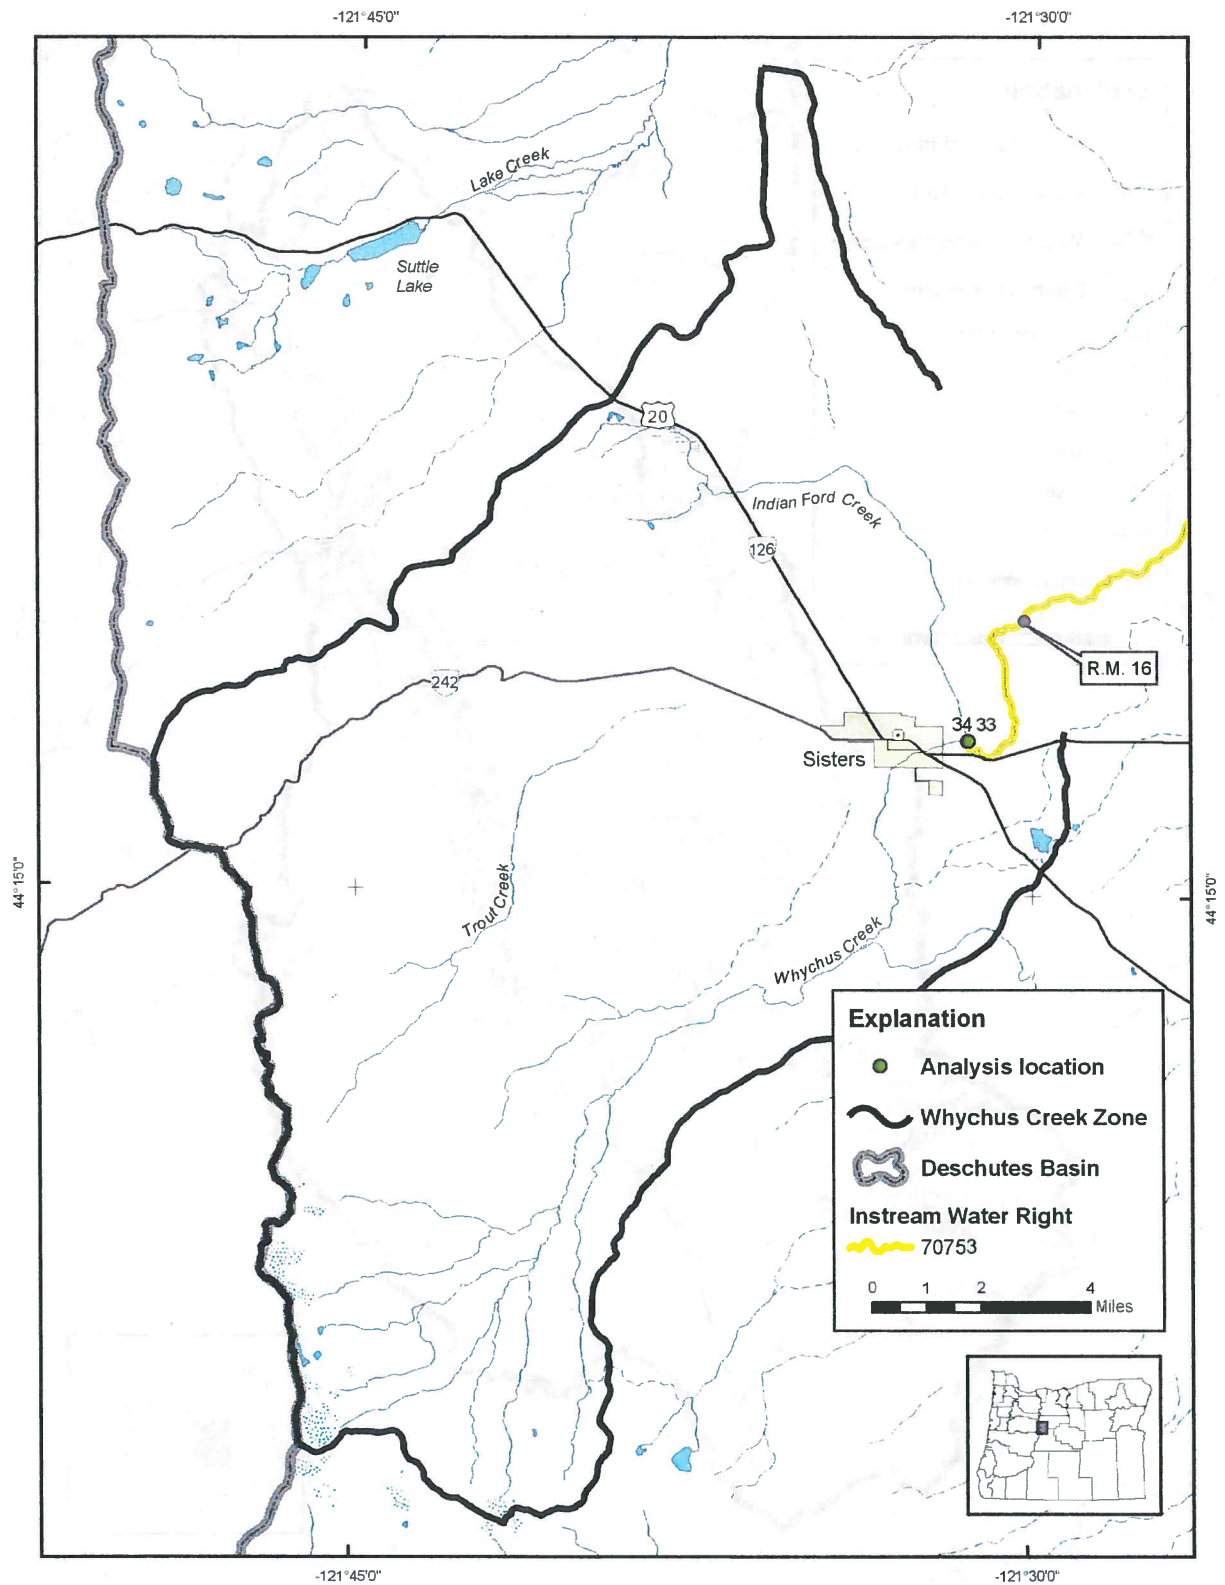 -121°45'0"
-121°30'0"
Lake Creek
Suttle
Lake
20
Indian Ford Creek
126
R.M. 16
242
34 33
Sisters
44°15'0"
44°15'0"
Trout Creek
Whychus Creek
Explanation
Analysis location
Whychus Creek Zone
Deschutes Basin
Instream Water Right
70753
0 1 2 4
Miles
-121°45'0"
-121°30'0"